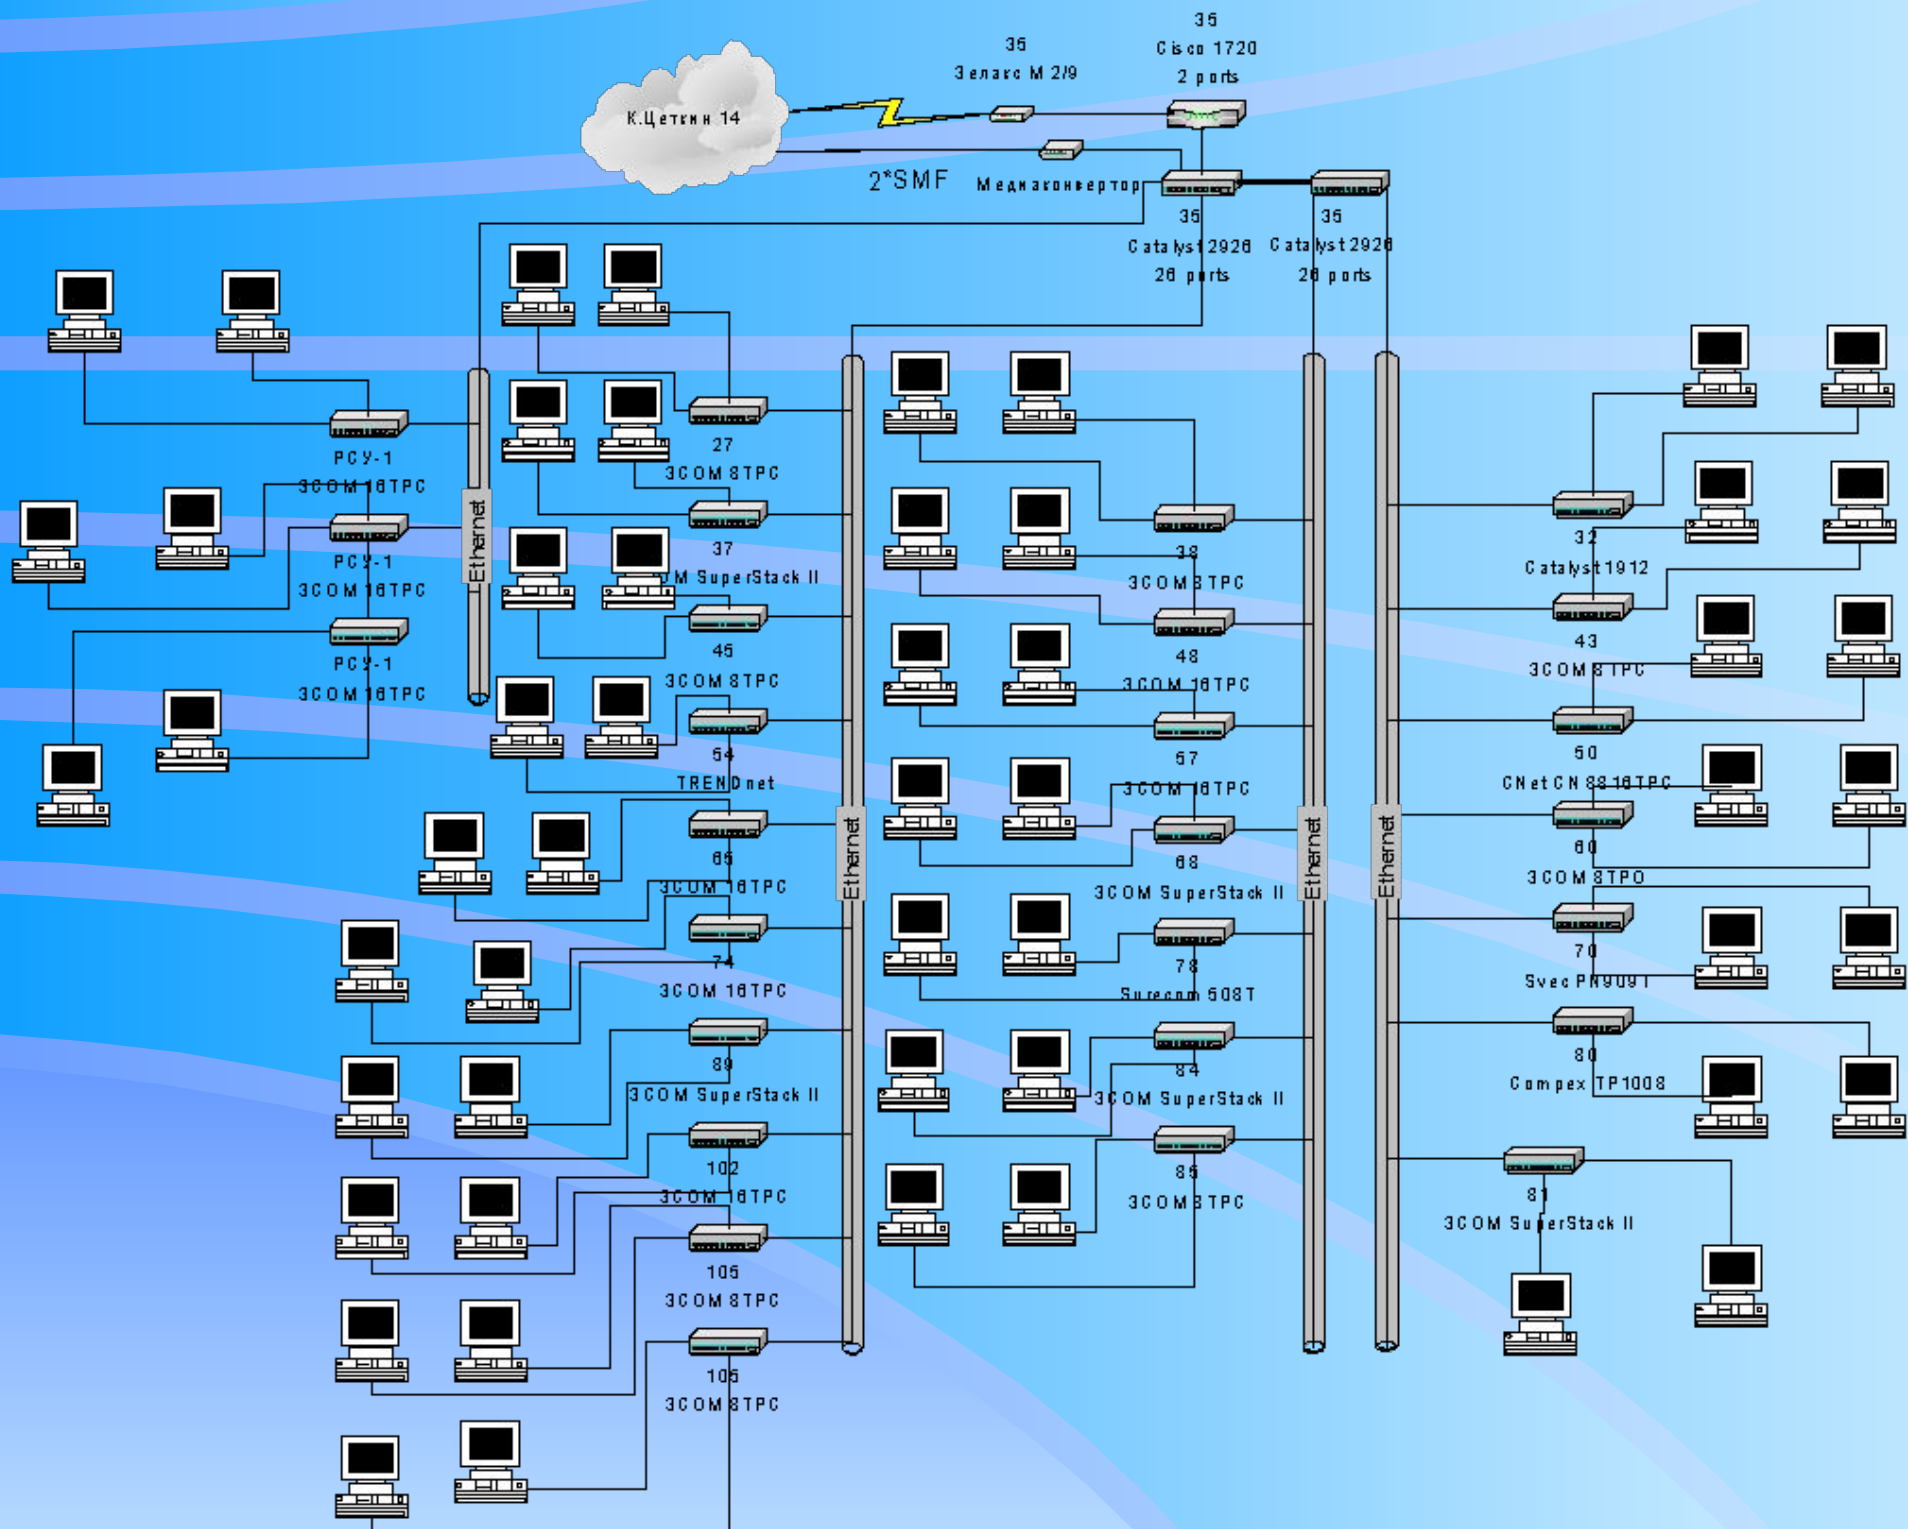 35
Cisco 1720
2 ports
35
Зелакс М 2/9
К.Цеткин 14
2*SMF
Медиаконвертор
35
Catalyst 2926
26 ports
35
Catalyst 2926
26 ports
РСУ-1
3COM 16TPC
РСУ-1
3COM 16TPC
РСУ-1
3COM 16TPC
Ethernet
27
3COM 8TPC
37
OM SuperStack II
45
3COM 8TPC
54
TRENDnet
65
3COM 16TPC
74
3COM 16TPC
89
3COM SuperStack II
102
3COM 16TPC
105
3COM 8TPC
105
3COM 8TPC
Ethernet
38
3COM 8TPC
48
3COM 16TPC
57
3COM 16TPC
68
3COM SuperStack II
78
Surecom 508T
84
3COM SuperStack II
85
3COM 8TPC
Ethernet
Ethernet
32
Catalyst 1912
43
3COM 8TPC
50
CNet CN8816TPC
60
3COM 8TPO
70
Svec PN909T
80
Compex TP1008
81
3COM SuperStack II